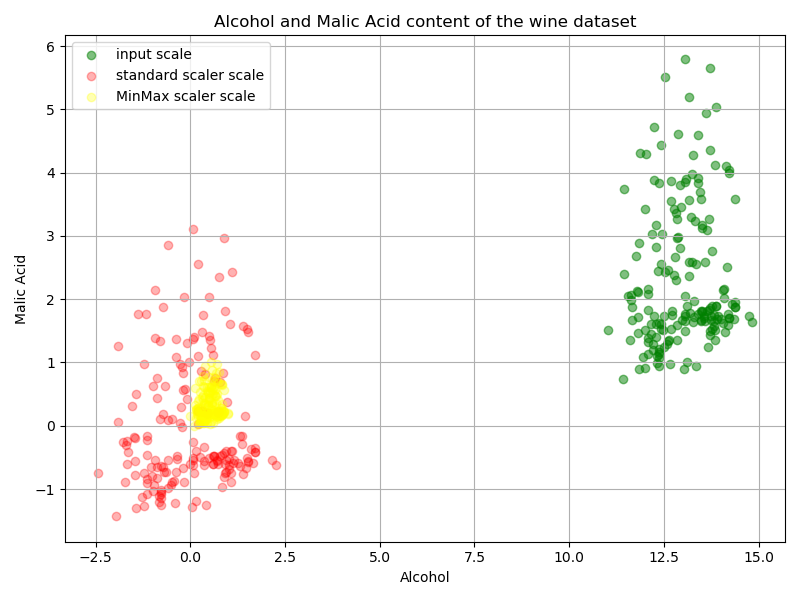 Alcohol and Malic Acid content of the wine dataset
input scale
standard scaler scale
MinMax scaler scale
6
5
4
3
2
1
0
−1
Malic Acid
−2.5 0.0 2.5 5.0 7.5 10.0 12.5 15.0
Alcohol